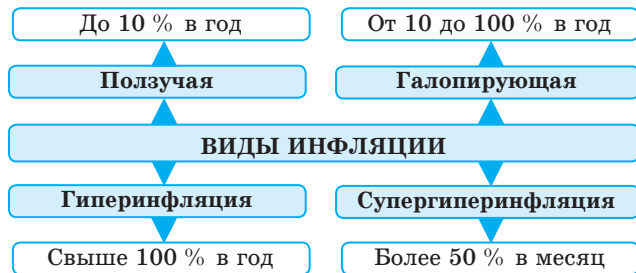 До 10 % в год
От 10 до 100 % в год
Ползучая
Галопирующая
ВИДЫ ИНФЛЯЦИИ
Гиперинфляция
Супергиперинфляция
Свыше 100 % в год
Более 50 % в месяц